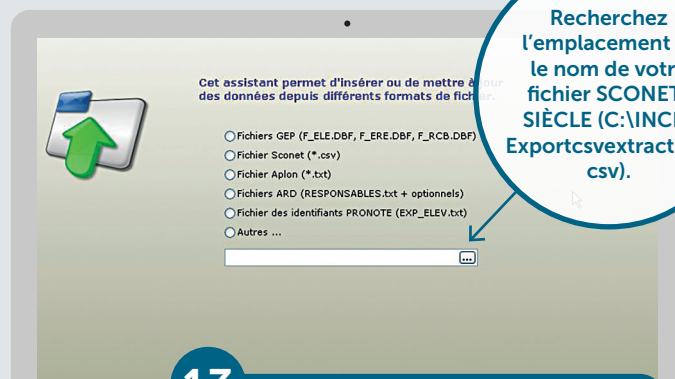 Recherchez
l'emplacement
le nom de votr
fichier SCONET
SIÈCLE (C:\INC
Exportcsvextract
csv).
Cet assistant permet d'insérer ou de mettre à jour
des données depuis différents formats de fichier.
Fichiers GEP (F_ELE.DBF, F_ERE.DBF, F_RCB.DBF)
Fichier Sconet (*.csv)
Fichier Aplon (*.txt)
Fichiers ARD (RESPONSABLES.txt + optionnels)
Fichier des identifiants PRONOTE (EXP_ELEV.txt)
Autres ...
...